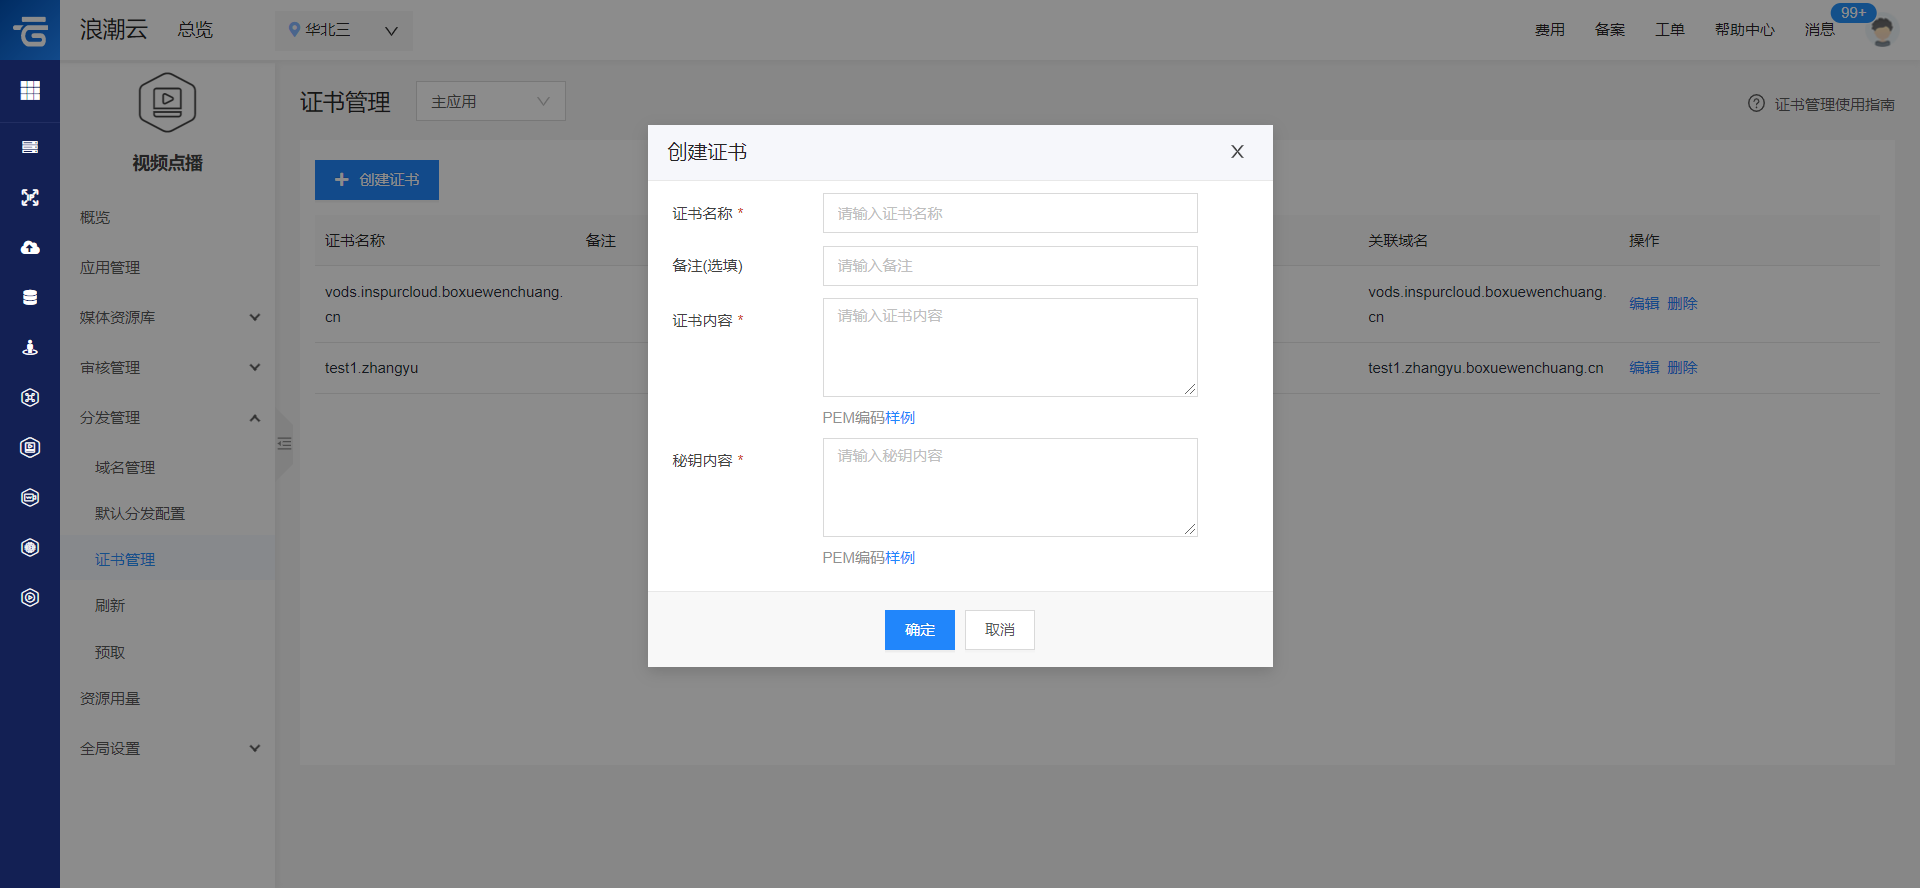 浪潮云 总览 华北三 费用 备案 工单 帮助中心 消息 99+
视频点播
概览
应用管理
媒体资源库
审核管理
分发管理
域名管理
默认分发配置
证书管理
刷新
预取
资源用量
全局设置
证书管理 主应用 证书管理使用指南
创建证书
证书名称 备注 关联域名 操作
vods.inspurcloud.boxuewenchuang.
cn
vods.inspurcloud.boxuewenchuang.
cn
编辑 删除
test1.zhangyu test1.zhangyu.boxuewenchuang.cn 编辑 删除
创建证书 X
证书名称 * 请输入证书名称
备注(选填) 请输入备注
证书内容 * 请输入证书内容
PEM编码样例
秘钥内容 * 请输入秘钥内容
PEM编码样例
确定 取消